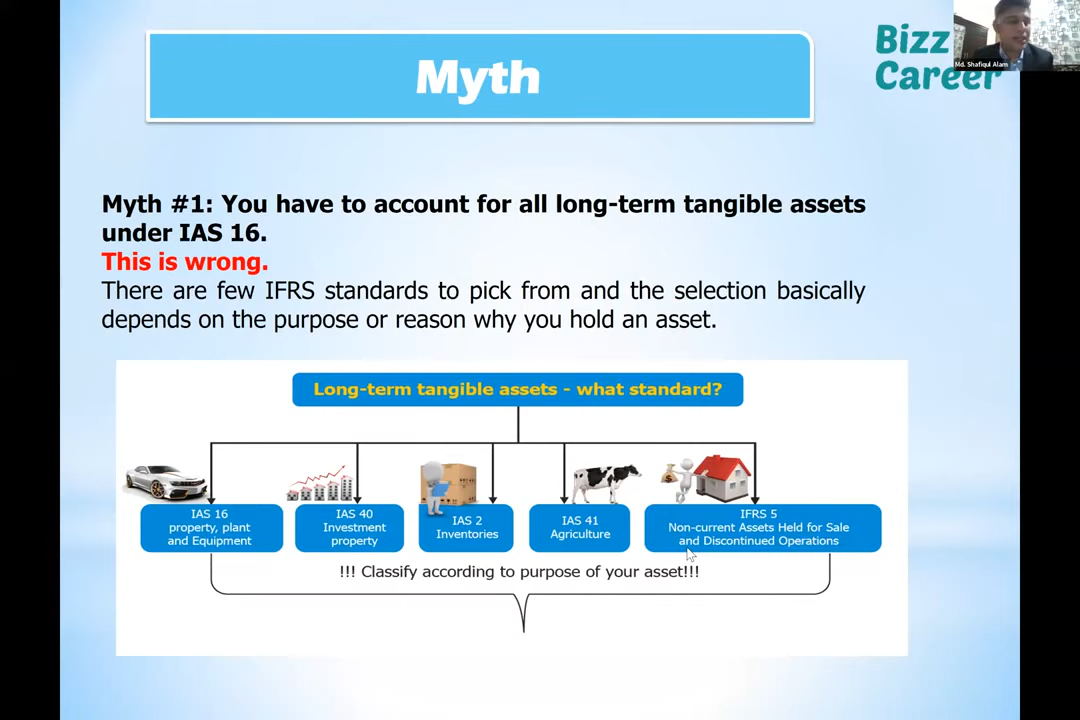 Myth
Bizz
Career
Md. Shafiqul Alam
Myth #1: You have to account for all long-term tangible assets
under IAS 16.
This is wrong.
There are few IFRS standards to pick from and the selection basically
depends on the purpose or reason why you hold an asset.
Long-term tangible assets - what standard?
IAS 16
property, plant
and Equipment
IAS 40
Investment
property
IAS 2
Inventories
IAS 41
Agriculture
IFRS 5
Non-current Assets Held for Sale
and Discontinued Operations
!!! Classify according to purpose of your asset!!!